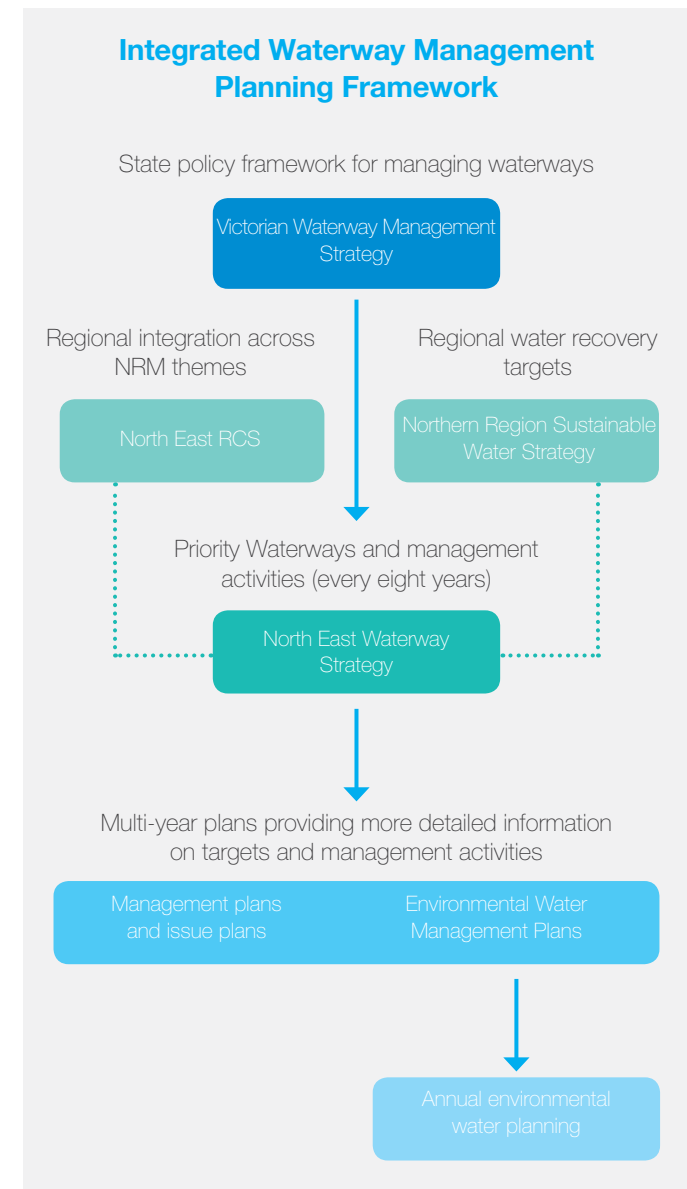 Integrated Waterway Management
Planning Framework
State policy framework for managing waterways
Victorian Waterway Management
Strategy
Regional integration across
NRM themes
Regional water recovery
targets
North East RCS
Northern Region Sustainable
Water Strategy
Priority Waterways and management
activities (every eight years)
North East Waterway
Strategy
Multi-year plans providing more detailed information
on targets and management activities
Management plans
and issue plans
Environmental Water
Management Plans
Annual environmental
water planning